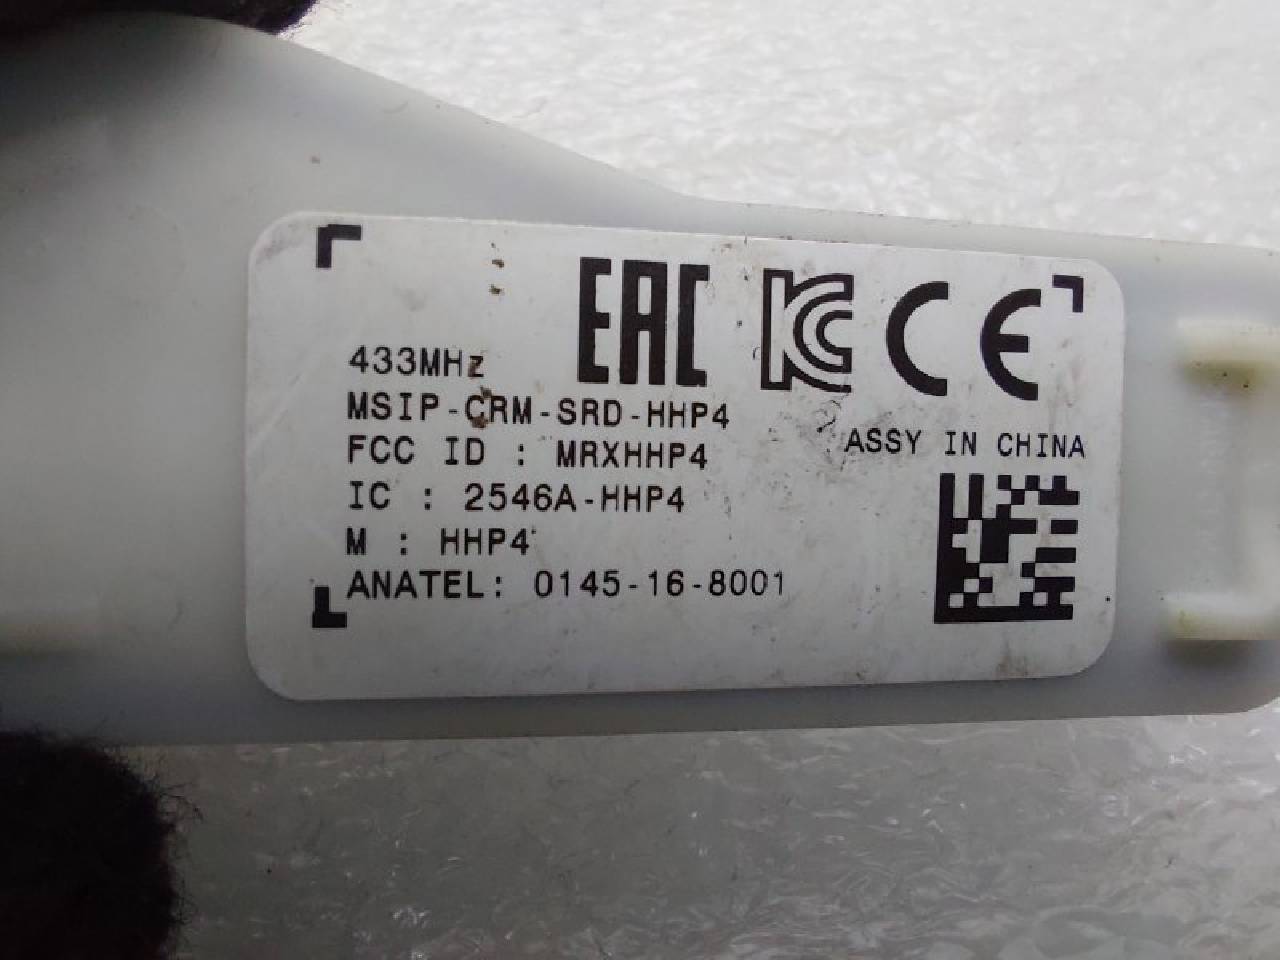 EAC KC CE
433MHz
MSIP-CRM-SRD-HHP4
FCC ID : MRXHHP4
ASSY IN CHINA
IC : 2546A-HHP4
M : HHP4
ANATEL: 0145-16-8001